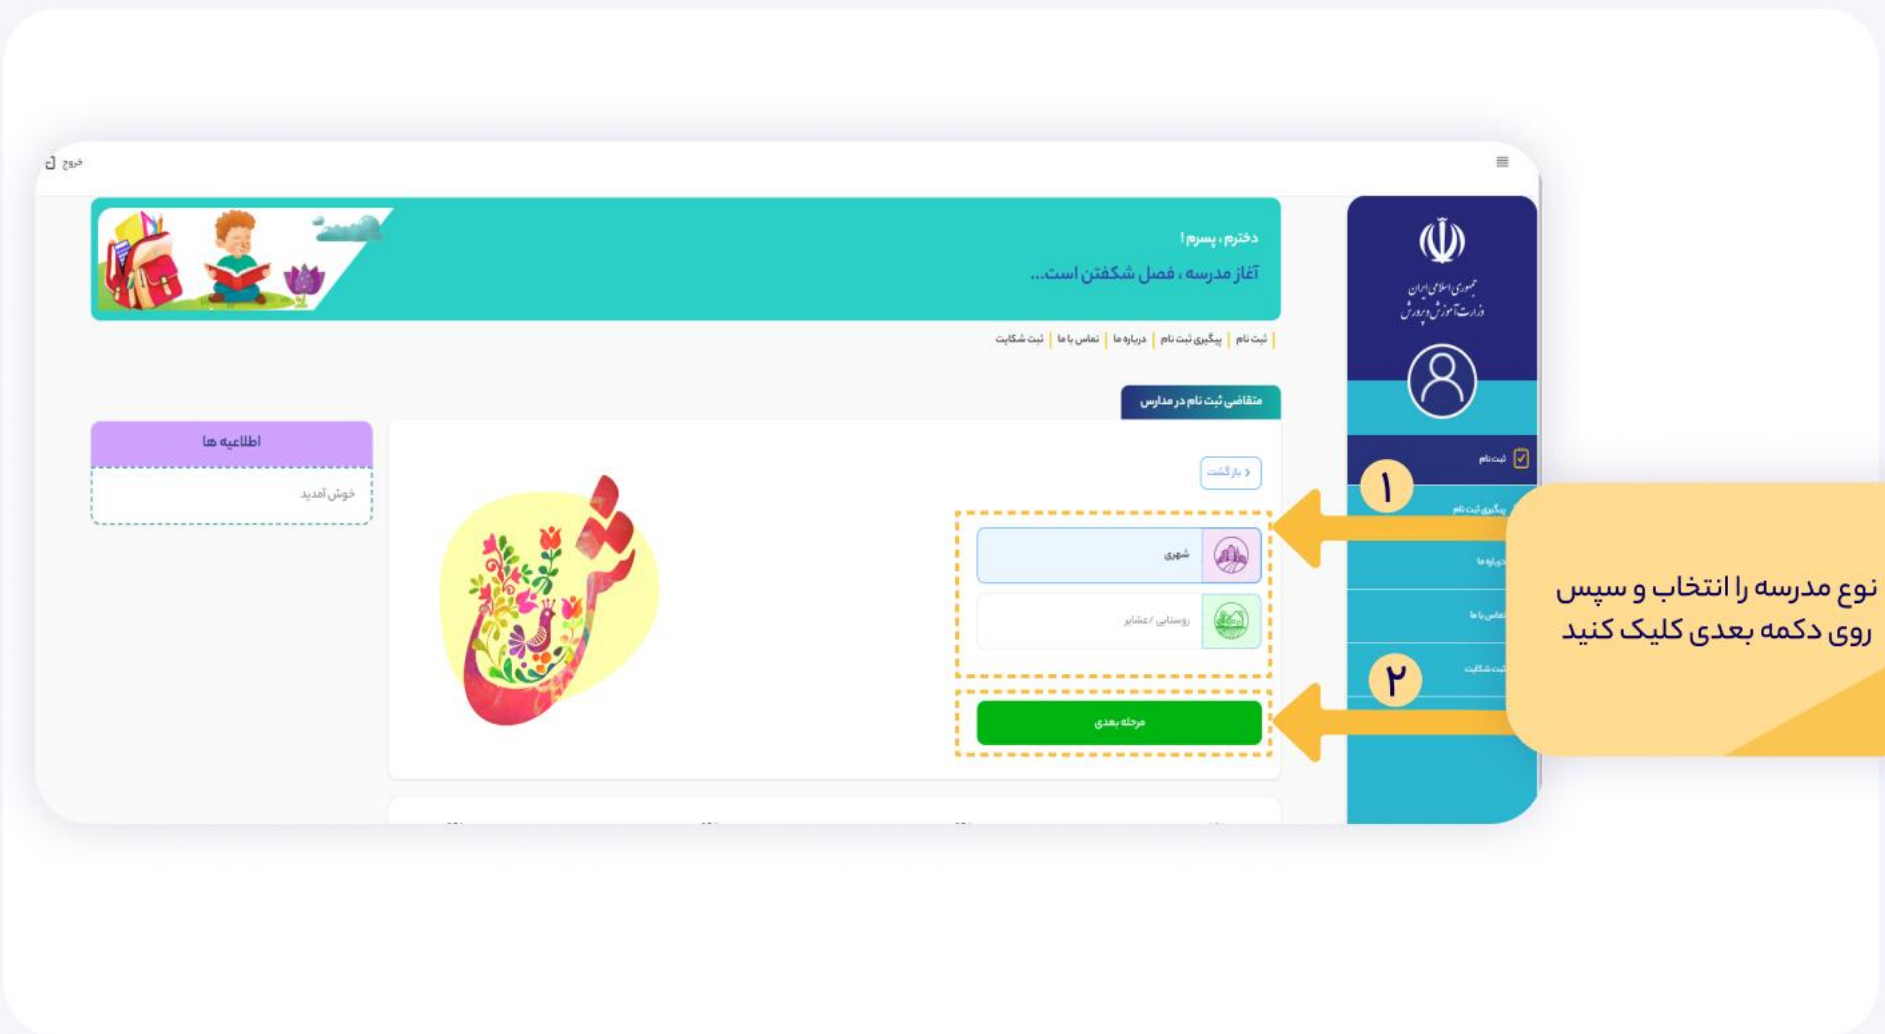 خروج
دخترم ، پسرم !
آغاز مدرسه ، فصل شکفتن است...
جمهوری اسلامی ایران
وزارت آموزش و پرورش
ثبت نام | پیگیری ثبت نام | درباره ما | تماس با ما | ثبت شکایت
متقاضی ثبت نام در مدارس
اطلاعیه ها
خوش آمدید
بازگشت
شهری
روستایی /عشایر
مرحله بعدی
ثبت نام
پیگیری ثبت نام
درباره ما
تماس با ما
ثبت شکایت
۱
۲
نوع مدرسه را انتخاب و سپس
روی دکمه بعدی کلیک کنید